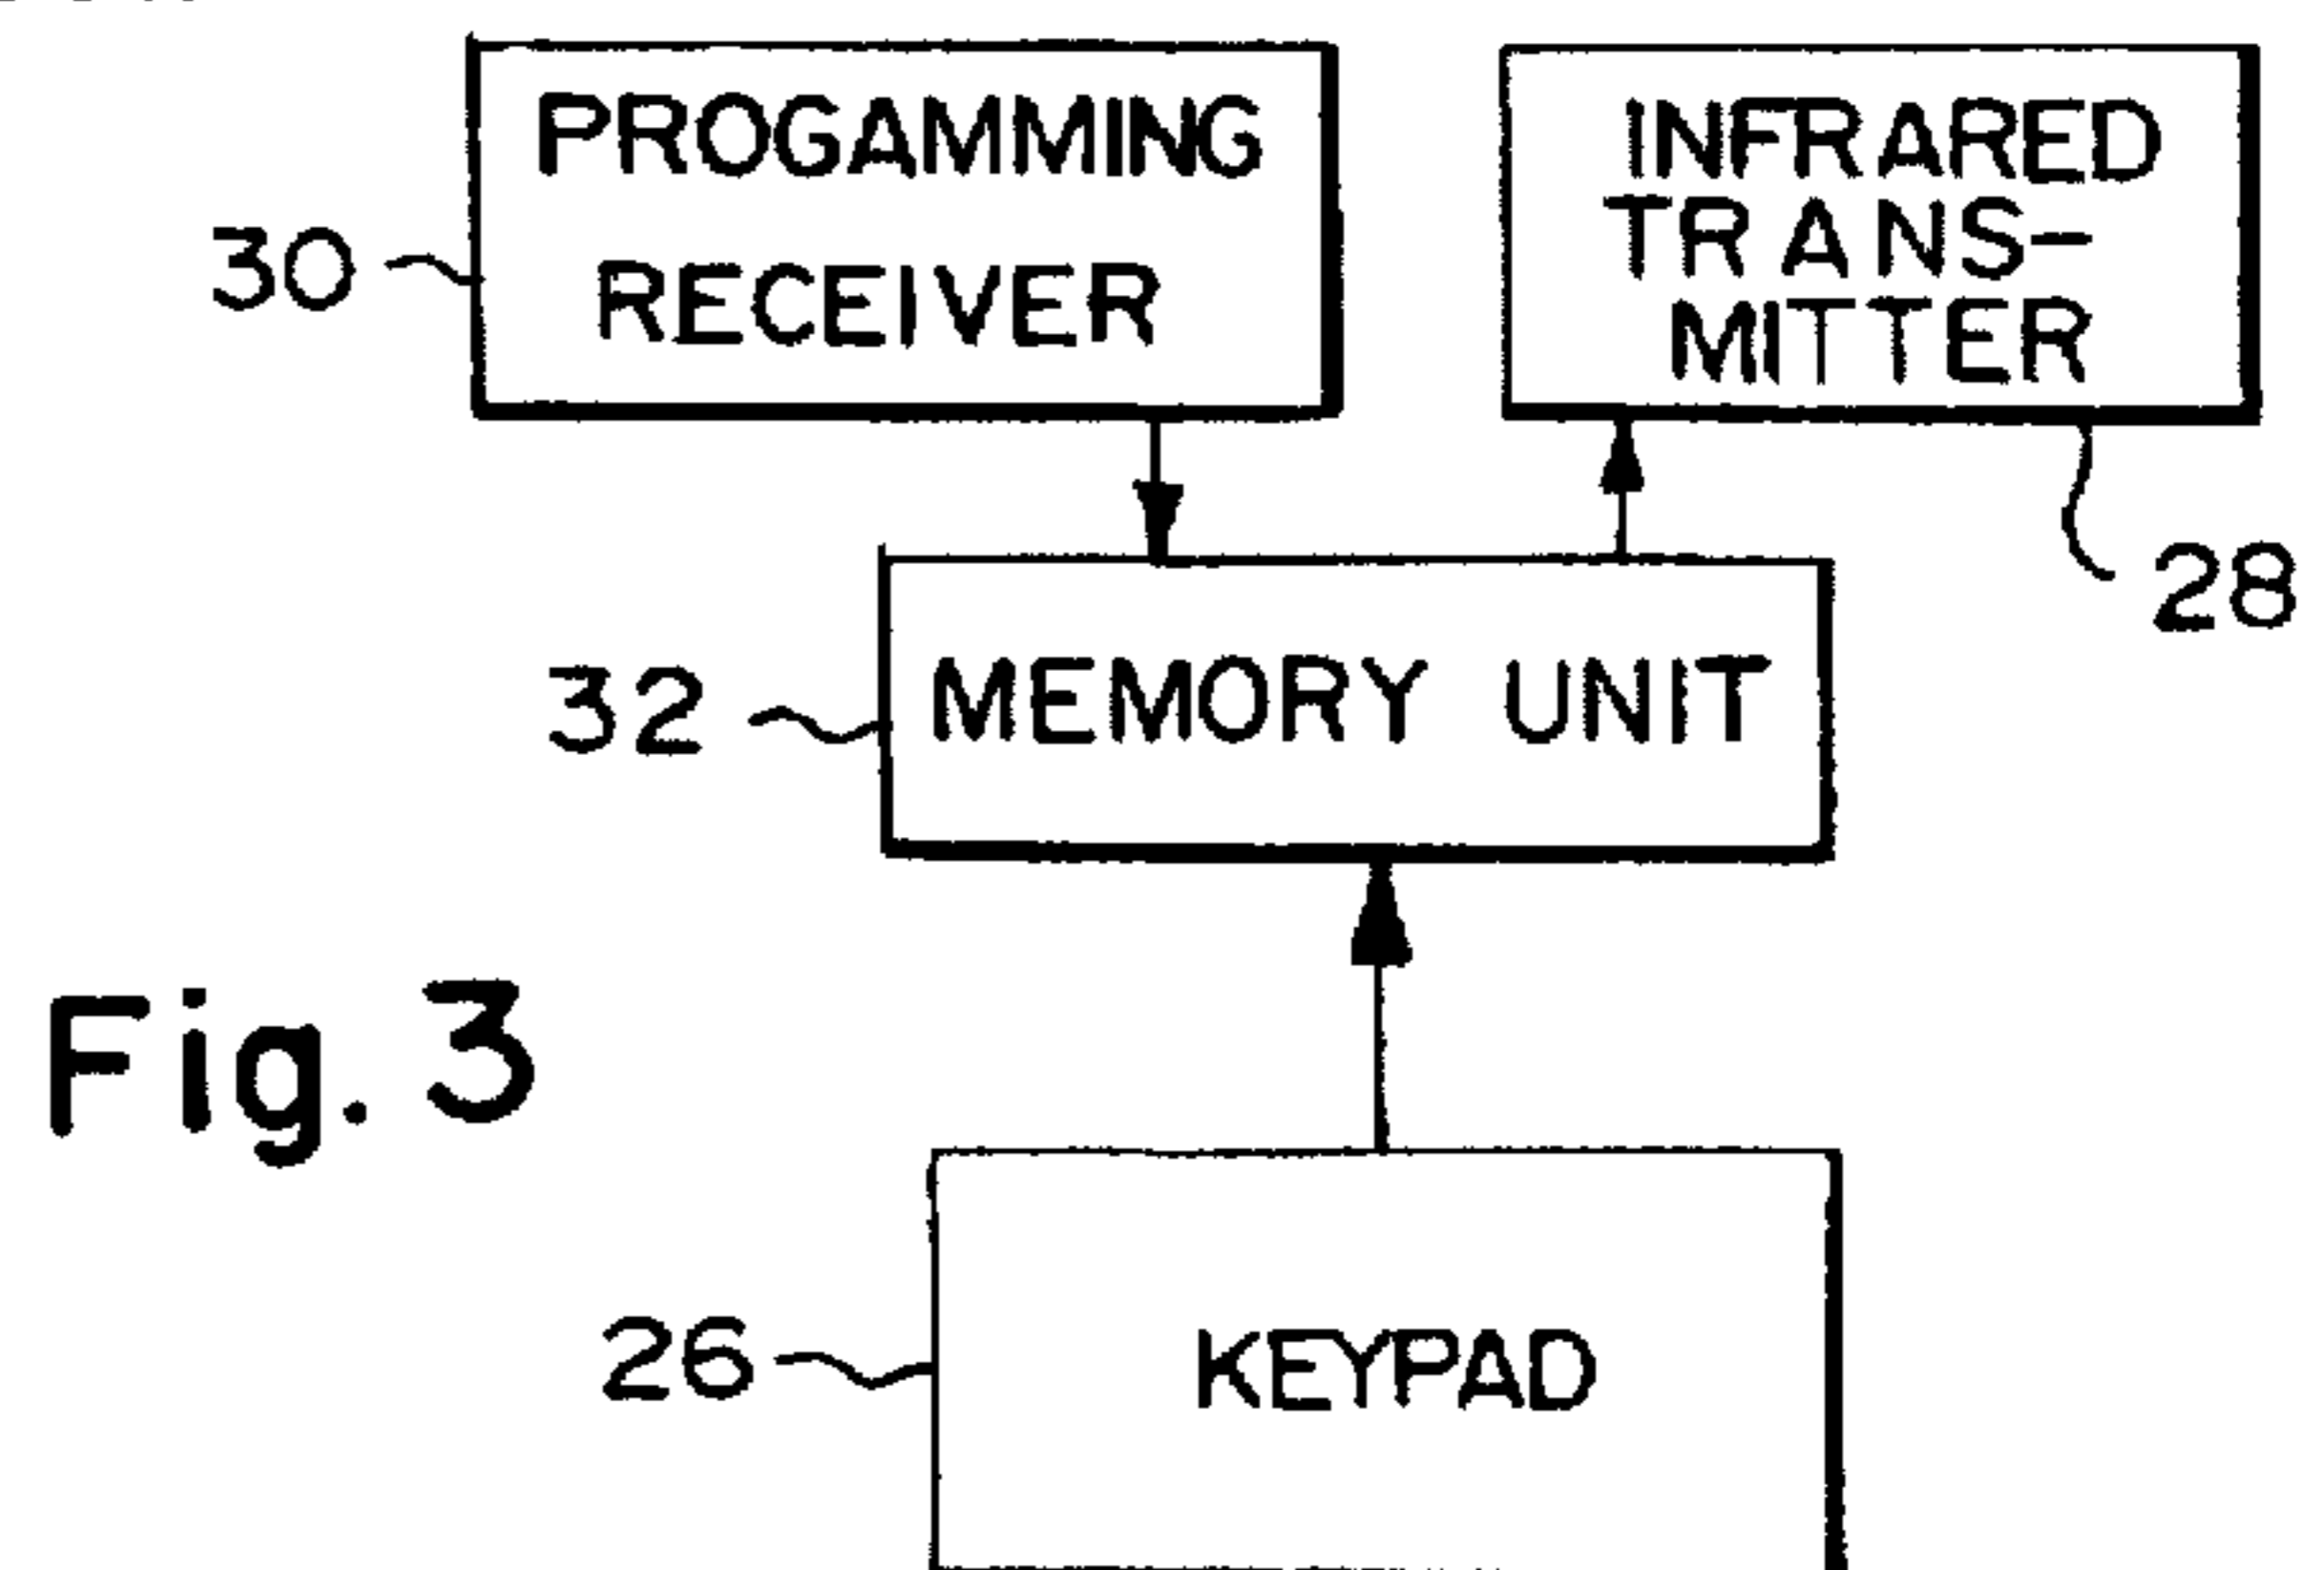 PROGAMMING
RECEIVER
30
INFRARED
TRANS-
MITTER
28
32
MEMORY UNIT
Fig. 3
26
KEYPAD